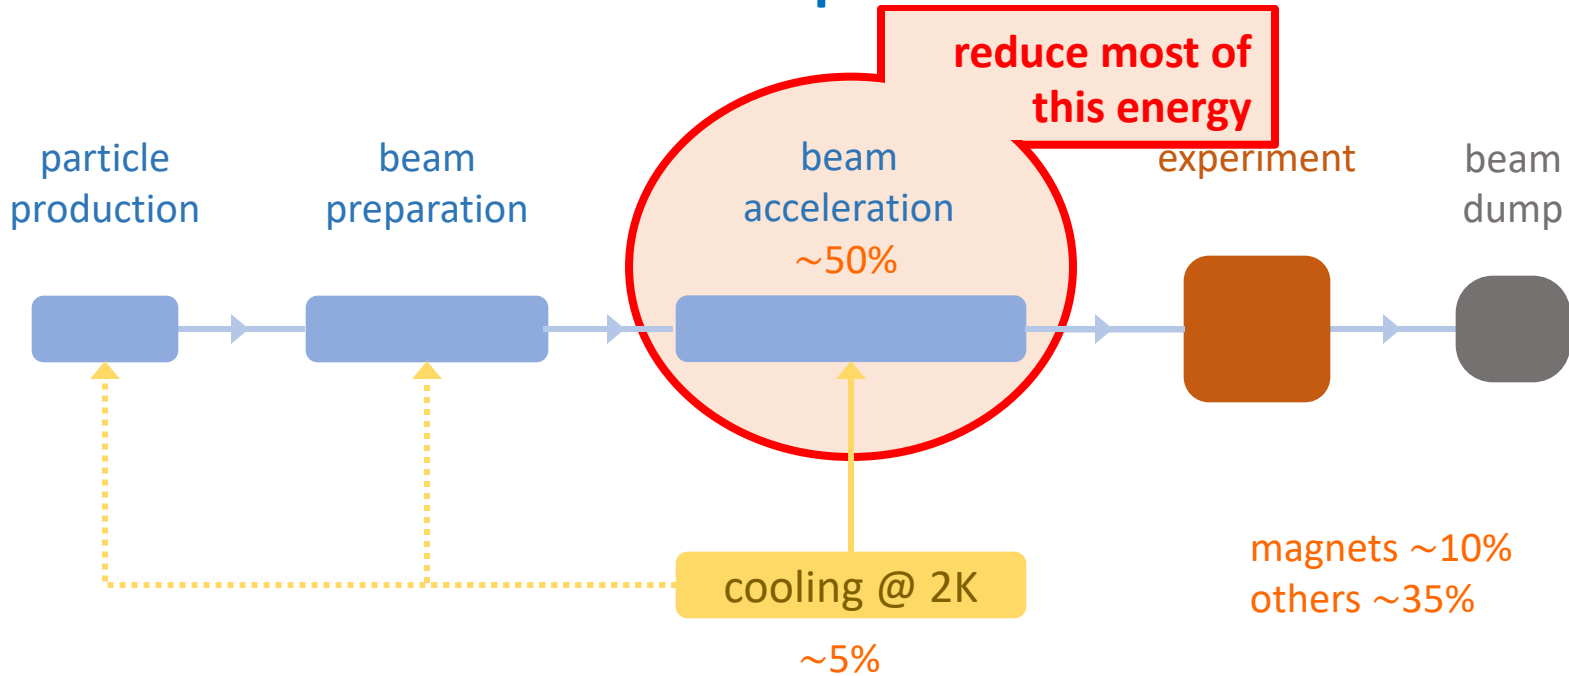 reduce most of
this energy
particle
production
beam
preparation
beam
acceleration
~50%
experiment
beam
dump
cooling @ 2K
~5%
magnets ~10%
others ~35%